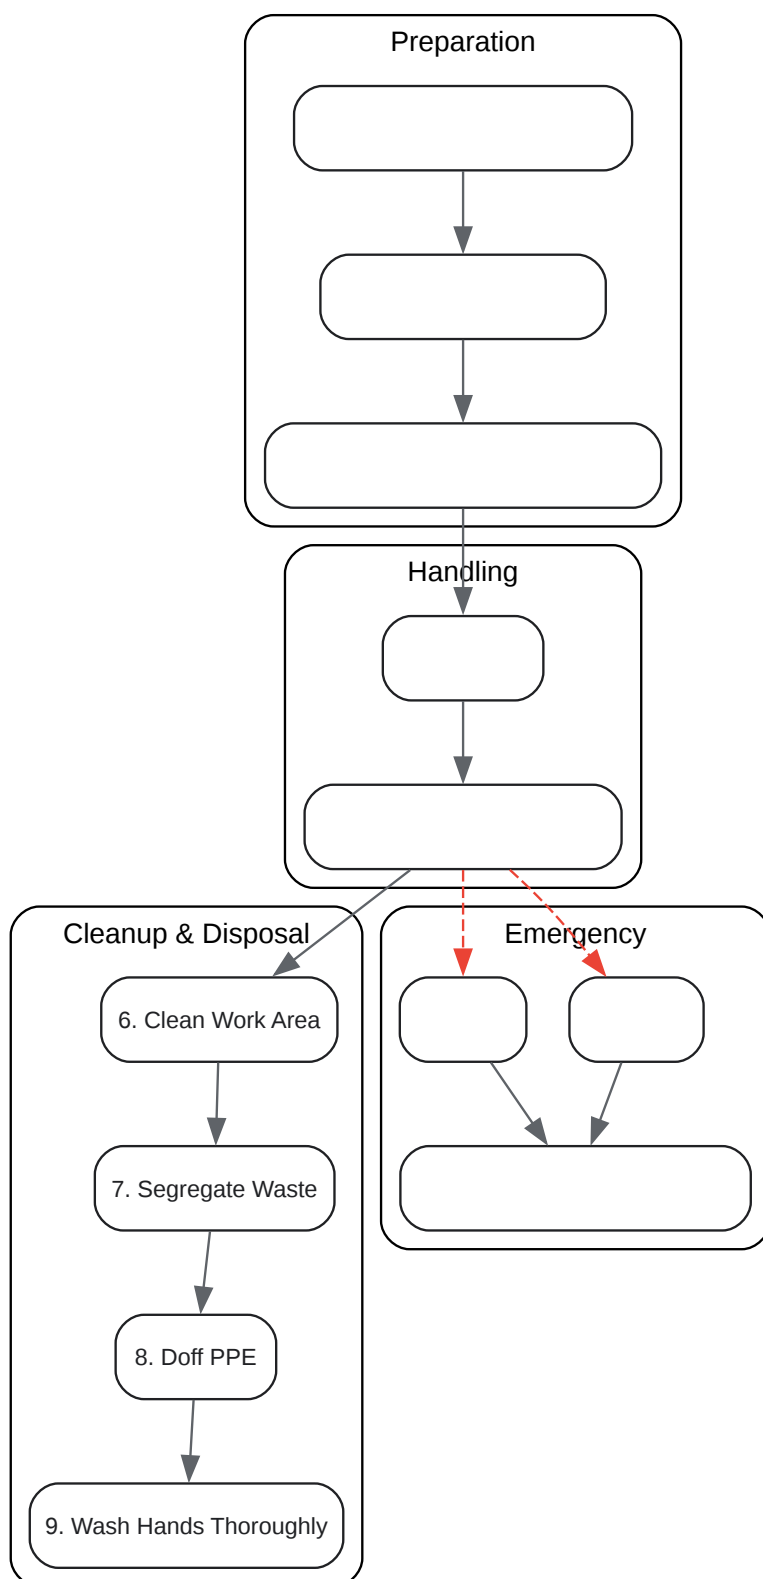 Preparation
Handling
Cleanup & Disposal
Emergency
6. Clean Work Area
7. Segregate Waste
8. Doff PPE
9. Wash Hands Thoroughly